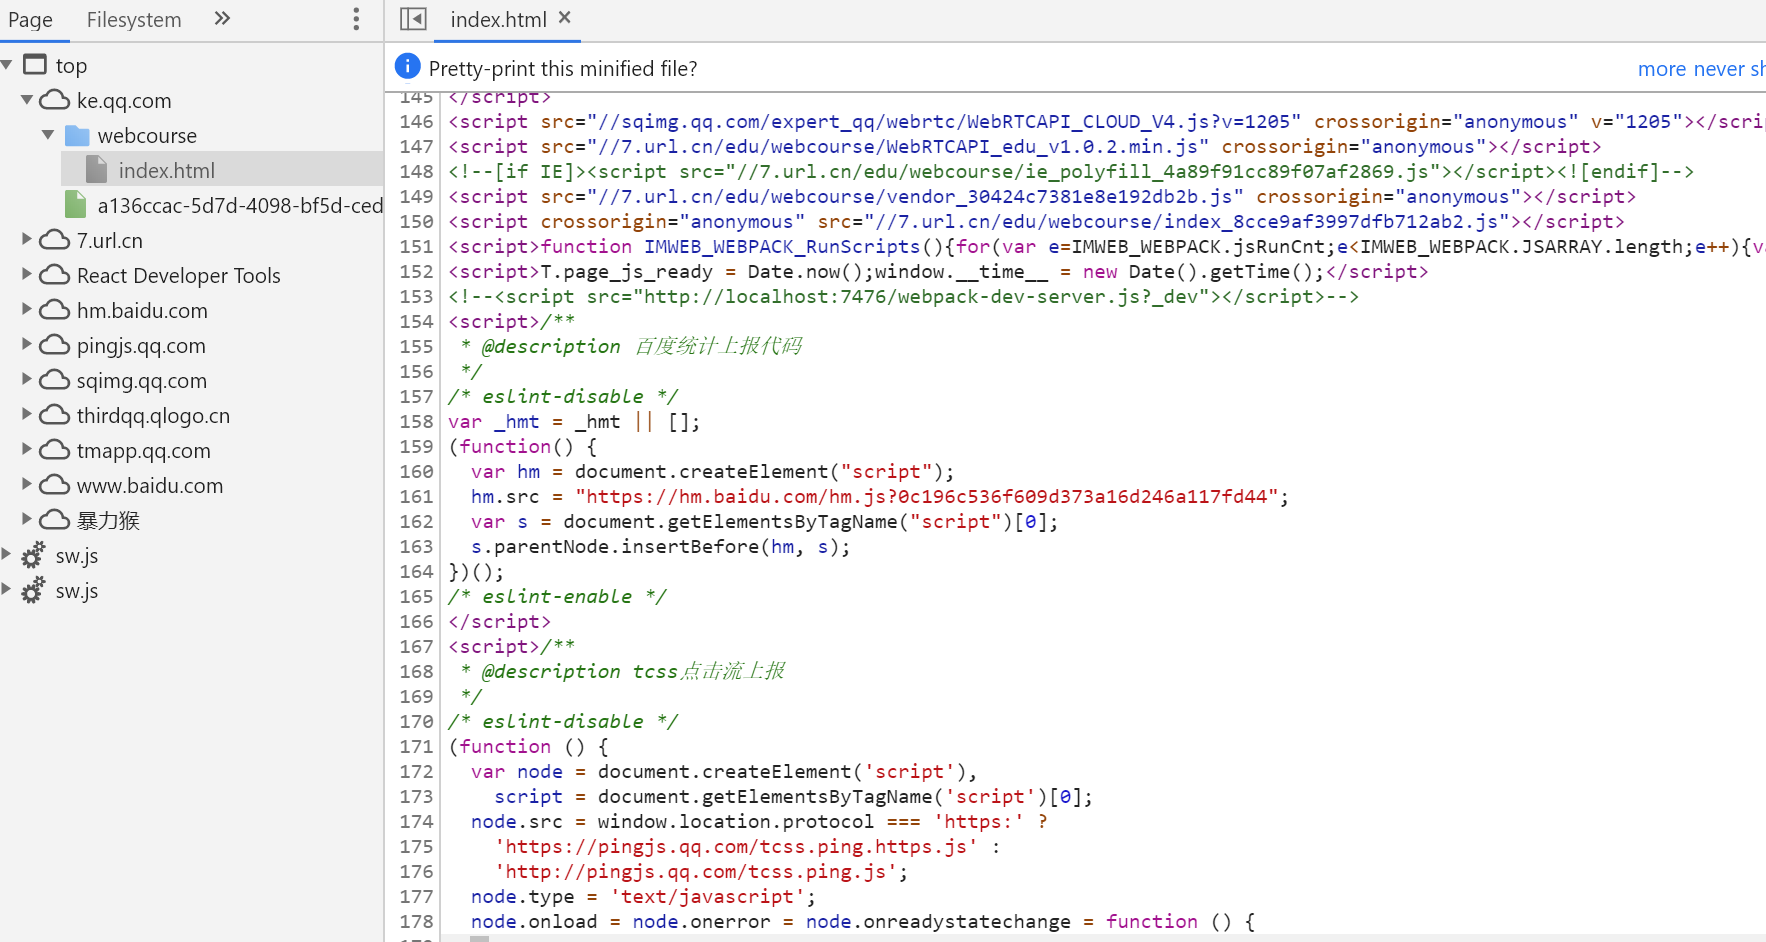 Page Filesystem »
top
ke.qq.com
webcourse
index.html
a136ccac-5d7d-4098-bf5d-ced
7.url.cn
React Developer Tools
hm.baidu.com
pingjs.qq.com
sqimg.qq.com
thirdqq.qlogo.cn
tmapp.qq.com
www.baidu.com
暴力猴
sw.js
sw.js
index.html ×
Pretty-print this minified file?
more never sh
145 </script>
146 <script src="//sqimg.qq.com/expert_qq/webrtc/WebRTCAPI_CLOUD_V4.js?v=1205" crossorigin="anonymous" v="1205"></scri
147 <script src="//7.url.cn/edu/webcourse/WebRTCAPI_edu_v1.0.2.min.js" crossorigin="anonymous"></script>
148 <!--[if IE]><script src="//7.url.cn/edu/webcourse/ie_polyfill_4a89f91cc89f07af2869.js"></script><![endif]-->
149 <script src="//7.url.cn/edu/webcourse/vendor_30424c7381e8e192db2b.js" crossorigin="anonymous"></script>
150 <script crossorigin="anonymous" src="//7.url.cn/edu/webcourse/index_8cce9af3997dfb712ab2.js"></script>
151 <script>function IMWEB_WEBPACK_RunScripts(){for(var e=IMWEB_WEBPACK.jsRunCnt;e<IMWEB_WEBPACK.JSARRAY.length;e++){va
152 <script>T.page_js_ready = Date.now();window.__time__ = new Date().getTime();</script>
153 <!--<script src="http://localhost:7476/webpack-dev-server.js?_dev"></script>-->
154 <script>/**
155  * @description 百度统计上报代码
156  */
157 /* eslint-disable */
158 var _hmt = _hmt || [];
159 (function() {
160   var hm = document.createElement("script");
161   hm.src = "https://hm.baidu.com/hm.js?0c196c536f609d373a16d246a117fd44";
162   var s = document.getElementsByTagName("script")[0];
163   s.parentNode.insertBefore(hm, s);
164 })();
165 /* eslint-enable */
166 </script>
167 <script>/**
168  * @description tcss点击流上报
169  */
170 /* eslint-disable */
171 (function () {
172   var node = document.createElement('script'),
173     script = document.getElementsByTagName('script')[0];
174   node.src = window.location.protocol === 'https:' ?
175     'https://pingjs.qq.com/tcss.ping.https.js' :
176     'http://pingjs.qq.com/tcss.ping.js';
177   node.type = 'text/javascript';
178   node.onload = node.onerror = node.onreadystatechange = function () {